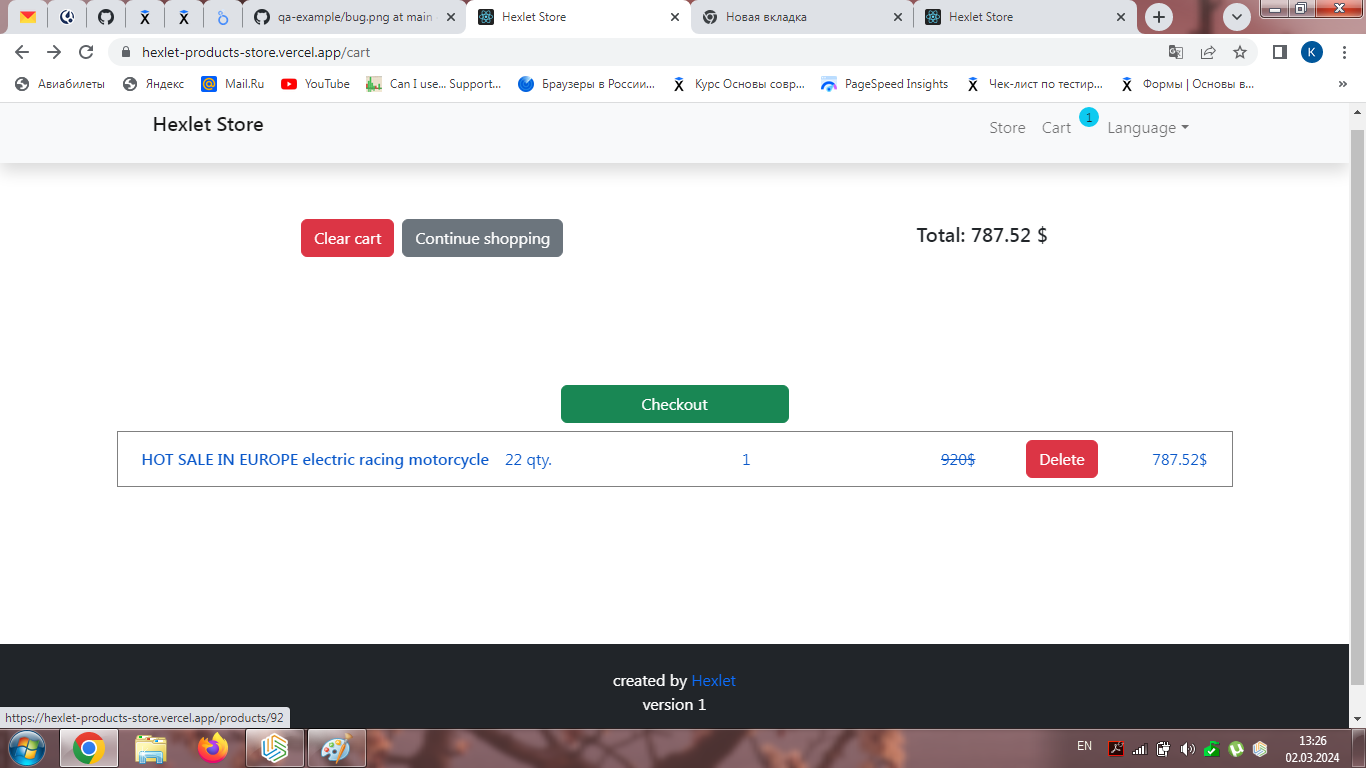 qa-example/bug.png at main
Hexlet Store
Новая вкладка
Hexlet Store
hexlet-products-store.vercel.app/cart
K
Авиабилеты
Яндекс
Mail.Ru
YouTube
Can I use... Support...
Браузеры в России...
Курс Основы совр...
PageSpeed Insights
Чек-лист по тестир...
Формы | Основы в...
»
Hexlet Store
Store
Cart
1
Language
Clear cart
Continue shopping
Total: 787.52 $
Checkout
HOT SALE IN EUROPE electric racing motorcycle
22 qty.
1
920$
Delete
787.52$
created by Hexlet
version 1
https://hexlet-products-store.vercel.app/products/92
EN
13:26
02.03.2024